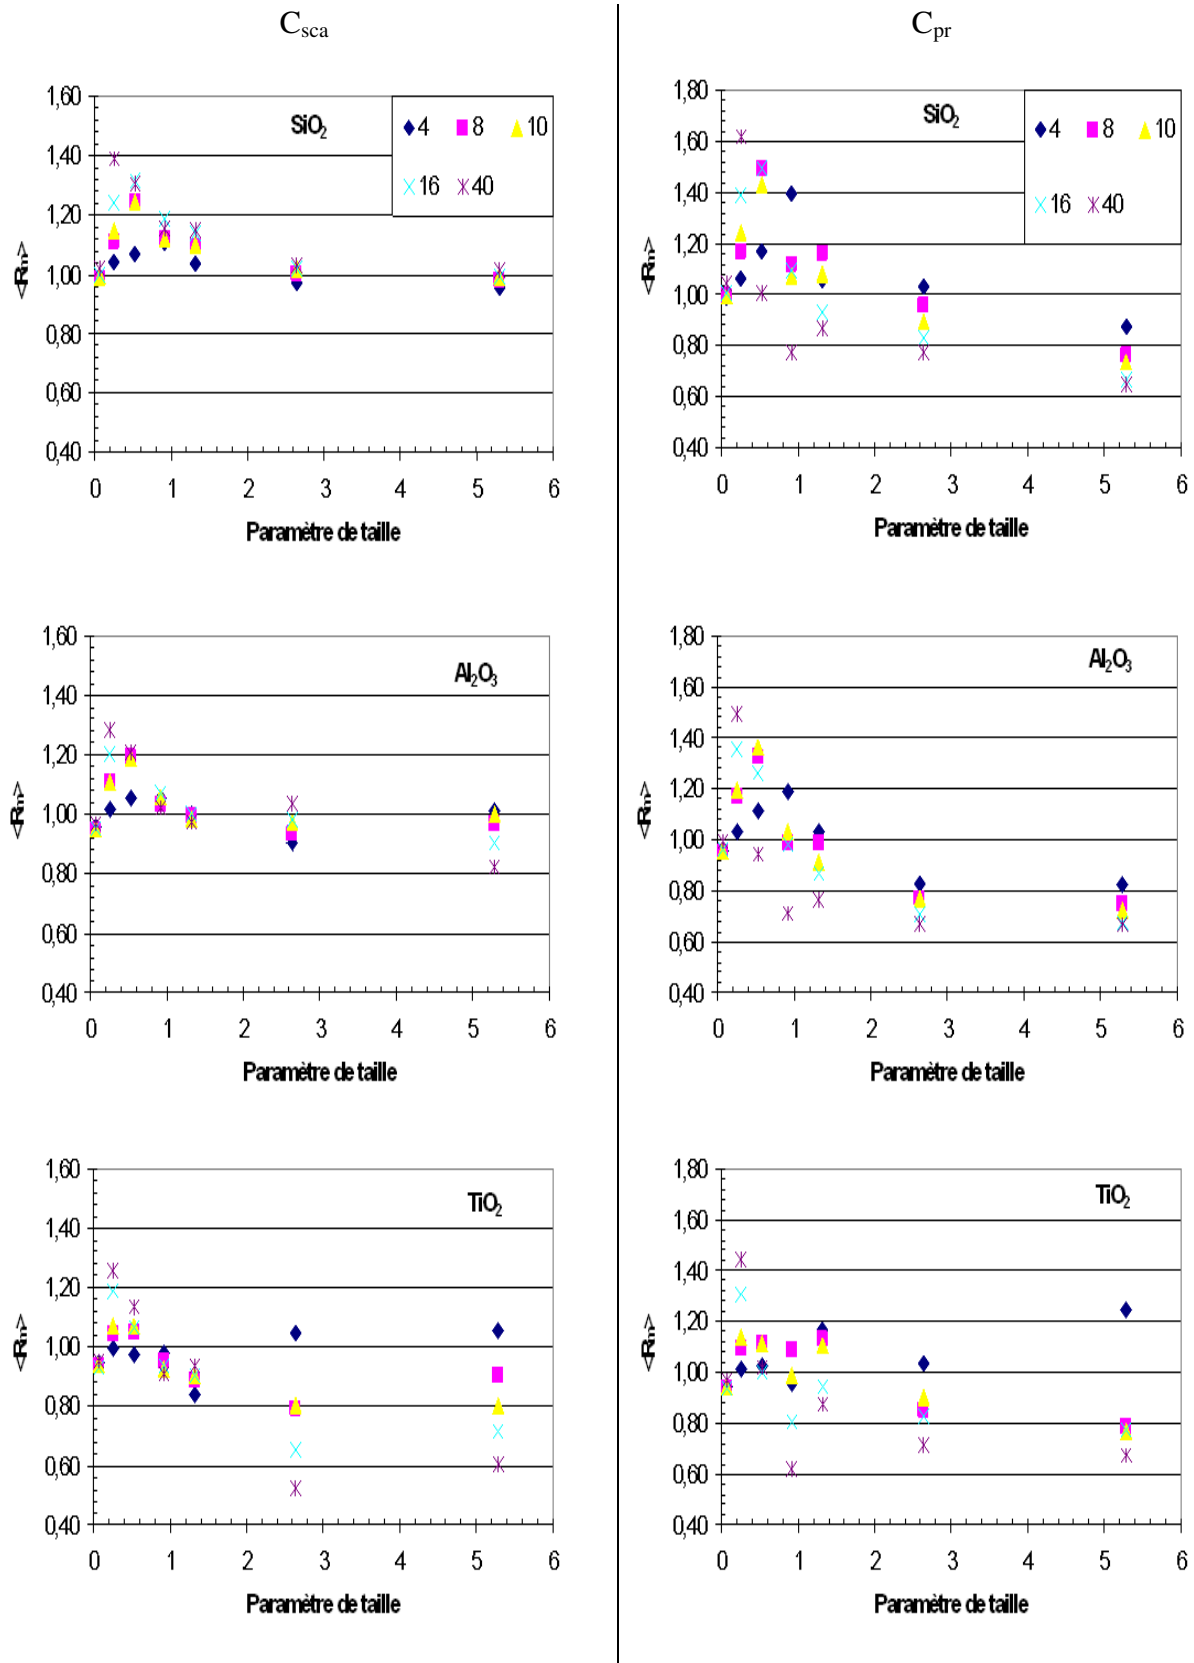 C_sca C_pr
1,60 1,40 1,20 1,00 0,80 0,60 0,40
<Rm>
SiO₂
4 8 10
16 40
0 1 2 3 4 5 6
Paramètre de taille
1,80 1,60 1,40 1,20 1,00 0,80 0,60 0,40
<Rm>
SiO₂
4 8 10
16 40
0 1 2 3 4 5 6
Paramètre de taille
1,60 1,40 1,20 1,00 0,80 0,60 0,40
<Rm>
Al₂O₃
0 1 2 3 4 5 6
Paramètre de taille
1,80 1,60 1,40 1,20 1,00 0,80 0,60 0,40
<Rm>
Al₂O₃
0 1 2 3 4 5 6
Paramètre de taille
1,60 1,40 1,20 1,00 0,80 0,60 0,40
<Rm>
TiO₂
0 1 2 3 4 5 6
Paramètre de taille
1,80 1,60 1,40 1,20 1,00 0,80 0,60 0,40
<Rm>
TiO₂
0 1 2 3 4 5 6
Paramètre de taille